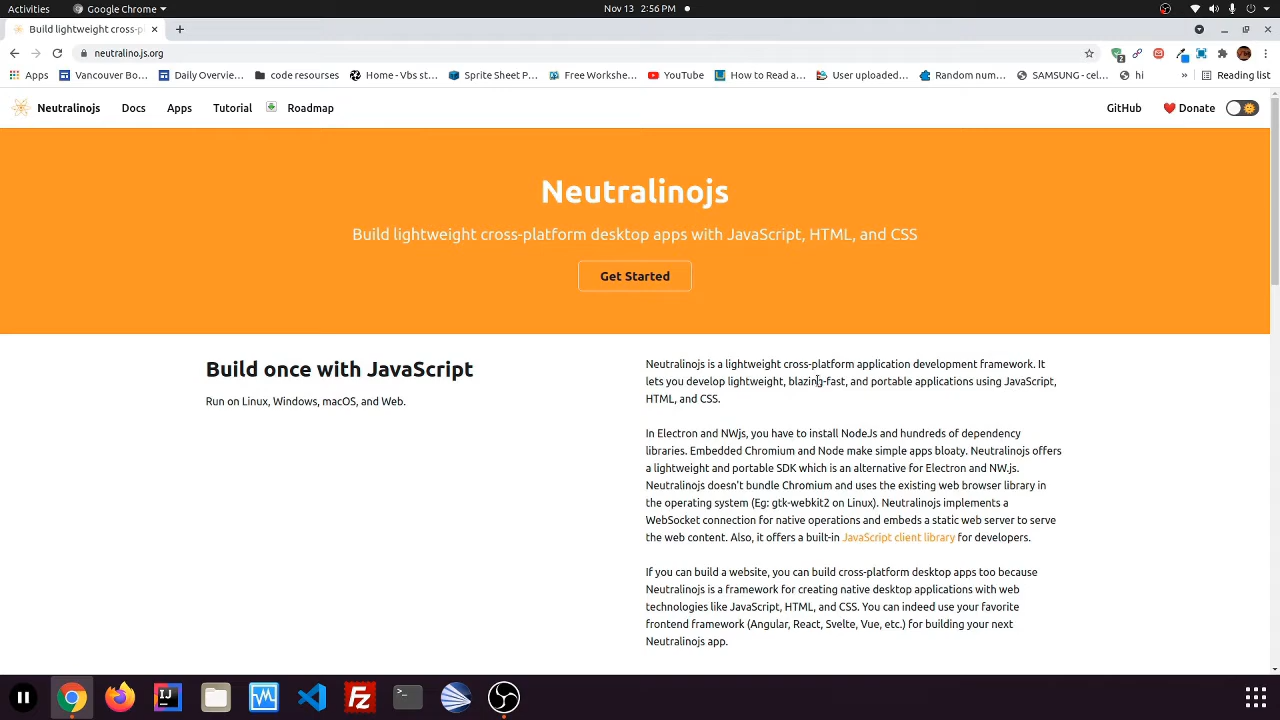 Activities
Google Chrome
Nov 13 2:56 PM
Build lightweight cross-p
neutralino.js.org
Apps
Vancouver Bo...
Daily Overvie...
code resourses
Home - Vbs st...
Sprite Sheet P...
Free Workshe...
YouTube
How to Read a...
User uploaded...
Random num...
SAMSUNG - cel...
hi
»
Reading list
Neutralinojs
Docs
Apps
Tutorial
Roadmap
GitHub
Donate
Neutralinojs
Build lightweight cross-platform desktop apps with JavaScript, HTML, and CSS
Get Started
Build once with JavaScript
Run on Linux, Windows, macOS, and Web.
Neutralinojs is a lightweight cross-platform application development framework. It
lets you develop lightweight, blazing-fast, and portable applications using JavaScript,
HTML, and CSS.
In Electron and NWjs, you have to install NodeJs and hundreds of dependency
libraries. Embedded Chromium and Node make simple apps bloaty. Neutralinojs offers
a lightweight and portable SDK which is an alternative for Electron and NW.js.
Neutralinojs doesn't bundle Chromium and uses the existing web browser library in
the operating system (Eg: gtk-webkit2 on Linux). Neutralinojs implements a
WebSocket connection for native operations and embeds a static web server to serve
the web content. Also, it offers a built-in JavaScript client library for developers.
If you can build a website, you can build cross-platform desktop apps too because
Neutralinojs is a framework for creating native desktop applications with web
technologies like JavaScript, HTML, and CSS. You can indeed use your favorite
frontend framework (Angular, React, Svelte, Vue, etc.) for building your next
Neutralinojs app.